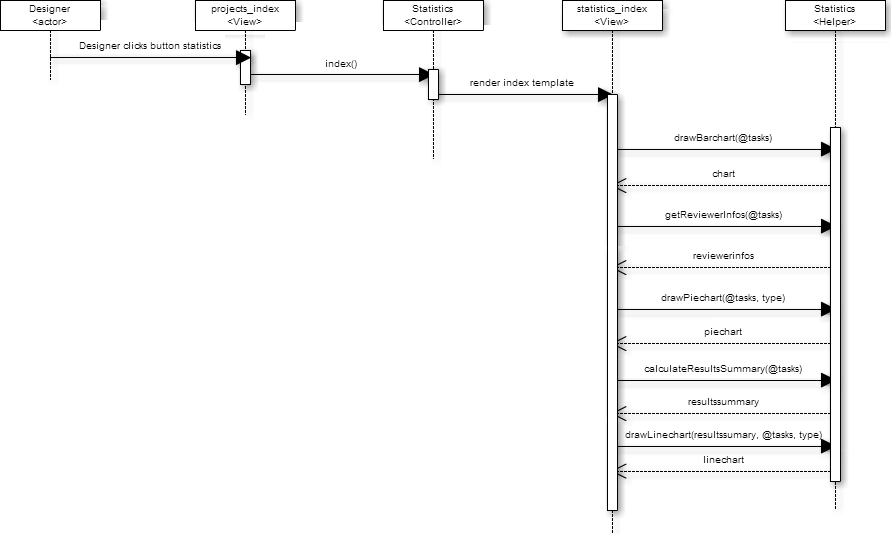 Designer
<actor>
projects_index
<View>
Statistics
<Controller>
statistics_index
<View>
Statistics
<Helper>
Designer clicks button statistics
index()
render index template
drawBarchart(@tasks)
chart
getReviewerInfos(@tasks)
reviewerinfos
drawPiechart(@tasks, type)
piechart
calculateResultsSummary(@tasks)
resultssummary
drawLinechart(resultssumary, @tasks, type)
linechart